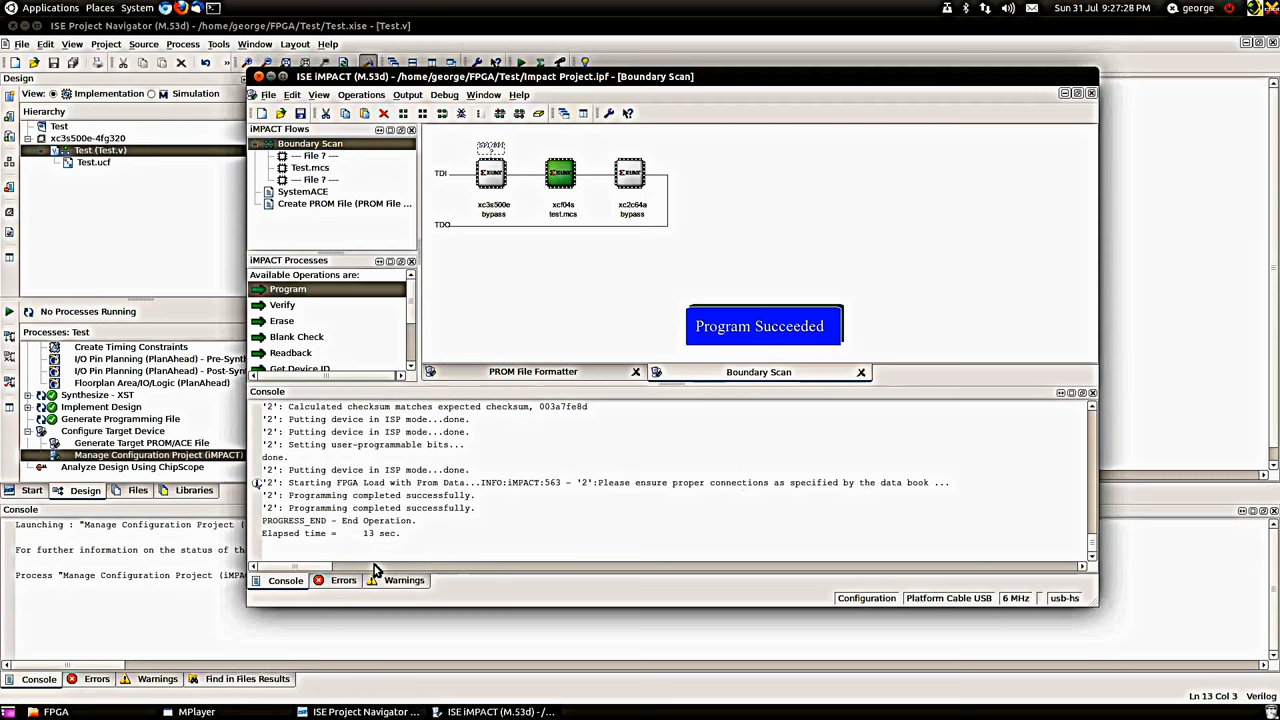 Applications Places System
Sun 31 Jul 9:27:28 PM
george
ISE Project Navigator (M.53d) - /home/george/FPGA/Test/Test.xise - [Test.v]
File Edit View Project Source Process Tools Window Layout Help
Design
View: Implementation Simulation
Hierarchy
Test
xc3s500e-4fg320
Test (Test.v)
Test.ucf
No Processes Running
Processes: Test
Create Timing Constraints
I/O Pin Planning (PlanAhead) - Pre-Synth
I/O Pin Planning (PlanAhead) - Post-Syn
Floorplan Area/IO/Logic (PlanAhead)
Synthesize - XST
Implement Design
Generate Programming File
Configure Target Device
Generate Target PROM/ACE File
Manage Configuration Project (iMPACT)
Analyze Design Using ChipScope
Start Design Files Libraries
Console
Launching : "Manage Configuration Project (
For further information on the status of th
Process "Manage Configuration Project (iMPA
Console Errors Warnings Find in Files Results
ISE iMPACT (M.53d) - /home/george/FPGA/Test/Impact Project.ipf - [Boundary Scan]
File Edit View Operations Output Debug Window Help
iMPACT Flows
Boundary Scan
--- File ? ---
Test.mcs
--- File ? ---
SystemACE
Create PROM File (PROM File ...
iMPACT Processes
Available Operations are:
Program
Verify
Erase
Blank Check
Readback
Get Device ID
TDI
XILINX XILINX XILINX
xc3s500e xcf04s xc2c64a
bypass test.mcs bypass
TDO
Program Succeeded
PROM File Formatter Boundary Scan
Console
'2': Calculated checksum matches expected checksum, 003a7fe8d
'2': Putting device in ISP mode...done.
'2': Putting device in ISP mode...done.
'2': Setting user-programmable bits...
done.
'2': Putting device in ISP mode...done.
'2': Starting FPGA Load with Prom Data...INFO:iMPACT:563 - '2':Please ensure proper connections as specified by the data book ...
'2': Programming completed successfully.
'2': Programming completed successfully.
PROGRESS_END - End Operation.
Elapsed time = 13 sec.
Console Errors Warnings
Configuration Platform Cable USB 6 MHz usb-hs
Ln 13 Col 3 Verilog
FPGA MPlayer ISE Project Navigator ... ISE iMPACT (M.53d) - /...